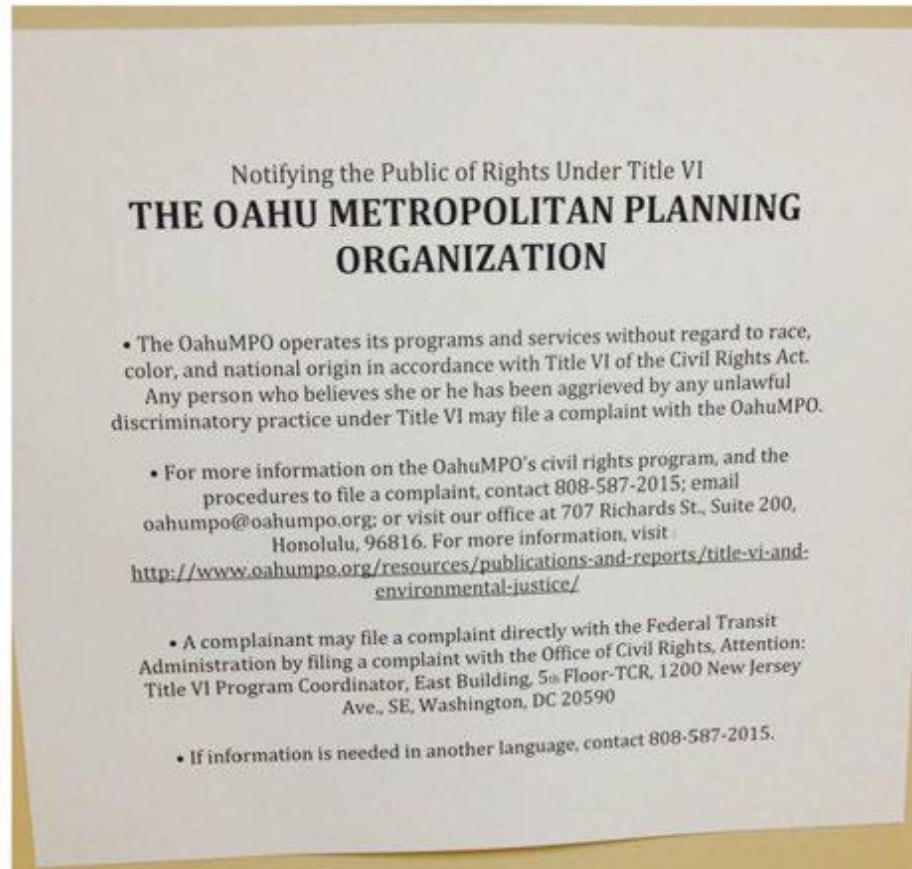 Notifying the Public of Rights Under Title VI
THE OAHU METROPOLITAN PLANNING
ORGANIZATION
• The OahuMPO operates its programs and services without regard to race,
color, and national origin in accordance with Title VI of the Civil Rights Act.
Any person who believes she or he has been aggrieved by any unlawful
discriminatory practice under Title VI may file a complaint with the OahuMPO.
• For more information on the OahuMPO's civil rights program, and the
procedures to file a complaint, contact 808-587-2015; email
oahumpo@oahumpo.org; or visit our office at 707 Richards St., Suite 200,
Honolulu, 96816. For more information, visit
http://www.oahumpo.org/resources/publications-and-reports/title-vi-and-
environmental-justice/
• A complainant may file a complaint directly with the Federal Transit
Administration by filing a complaint with the Office of Civil Rights, Attention:
Title VI Program Coordinator, East Building, 5th Floor-TCR, 1200 New Jersey
Ave., SE, Washington, DC 20590
• If information is needed in another language, contact 808-587-2015.